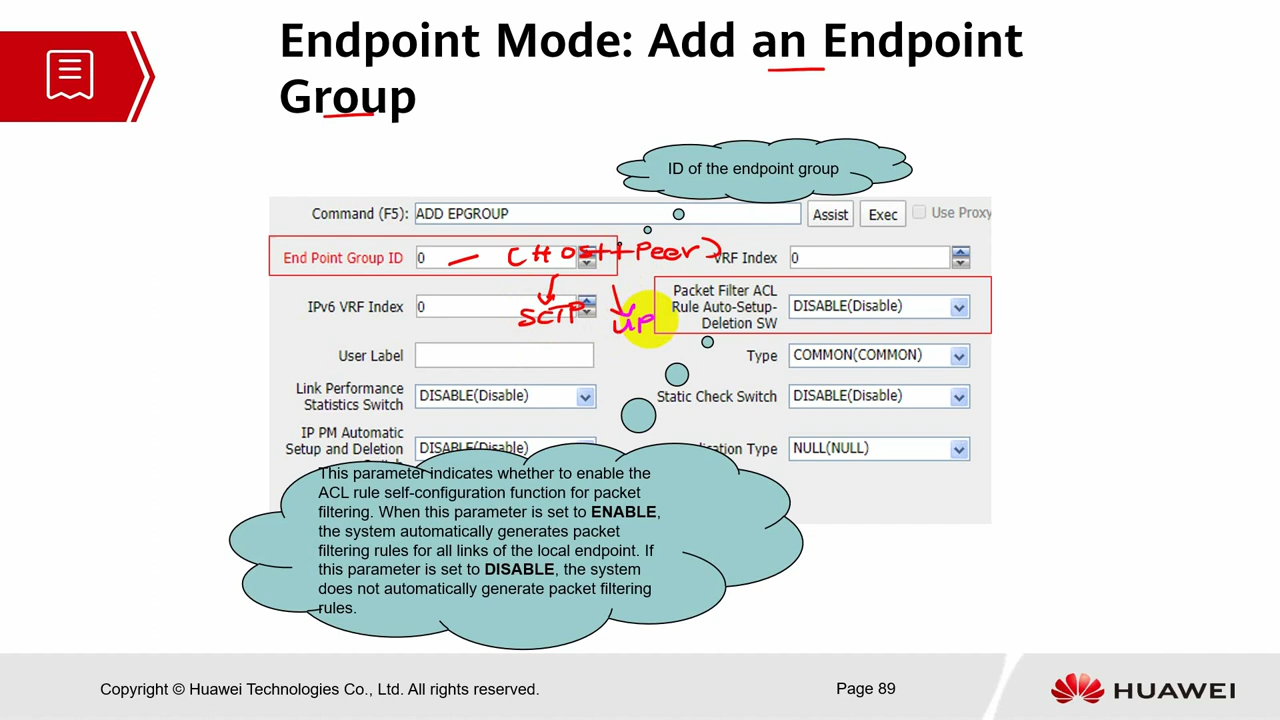 Endpoint Mode: Add an Endpoint
Group
ID of the endpoint group
Command (F5): ADD EPGROUP Assist Exec Use Proxy
End Point Group ID 0 (Host+Peer) VRF Index 0
IPv6 VRF Index 0 SCTP UP Packet Filter ACL
Rule Auto-Setup-
Deletion SW DISABLE(Disable)
User Label Type COMMON(COMMON)
Link Performance
Statistics Switch DISABLE(Disable) Static Check Switch DISABLE(Disable)
IP PM Automatic
Setup and Deletion DISABLE(Disable) Type NULL(NULL)
This parameter indicates whether to enable the
ACL rule self-configuration function for packet
filtering. When this parameter is set to ENABLE,
the system automatically generates packet
filtering rules for all links of the local endpoint. If
this parameter is set to DISABLE, the system
does not automatically generate packet filtering
rules.
Copyright © Huawei Technologies Co., Ltd. All rights reserved. Page 89 HUAWEI